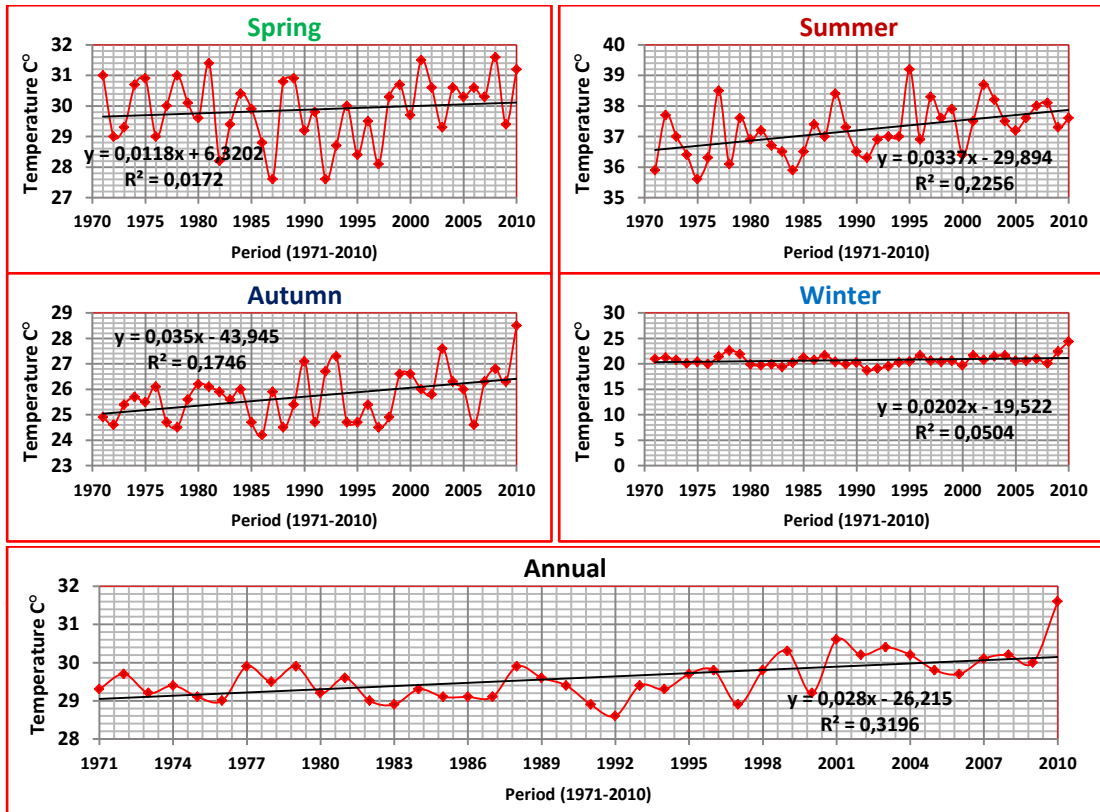 Spring
Temperature C°
32
31
30
29
28
27
y = 0,0118x + 6,3202
R² = 0,0172
1970 1975 1980 1985 1990 1995 2000 2005 2010
Period (1971-2010)
Summer
Temperature C°
40
39
38
37
36
35
y = 0,0337x - 29,894
R² = 0,2256
1970 1975 1980 1985 1990 1995 2000 2005 2010
Period (1971-2010)
Autumn
Temperature C°
29
28
27
26
25
24
23
y = 0,035x - 43,945
R² = 0,1746
1970 1975 1980 1985 1990 1995 2000 2005 2010
Period (1971-2010)
Winter
Temperature C°
30
25
20
15
10
5
0
y = 0,0202x - 19,522
R² = 0,0504
1970 1975 1980 1985 1990 1995 2000 2005 2010
Period (1971-2010)
Annual
Temperature C°
32
31
30
29
28
y = 0,028x - 26,215
R² = 0,3196
1971 1974 1977 1980 1983 1986 1989 1992 1995 1998 2001 2004 2007 2010
Period (1971-2010)